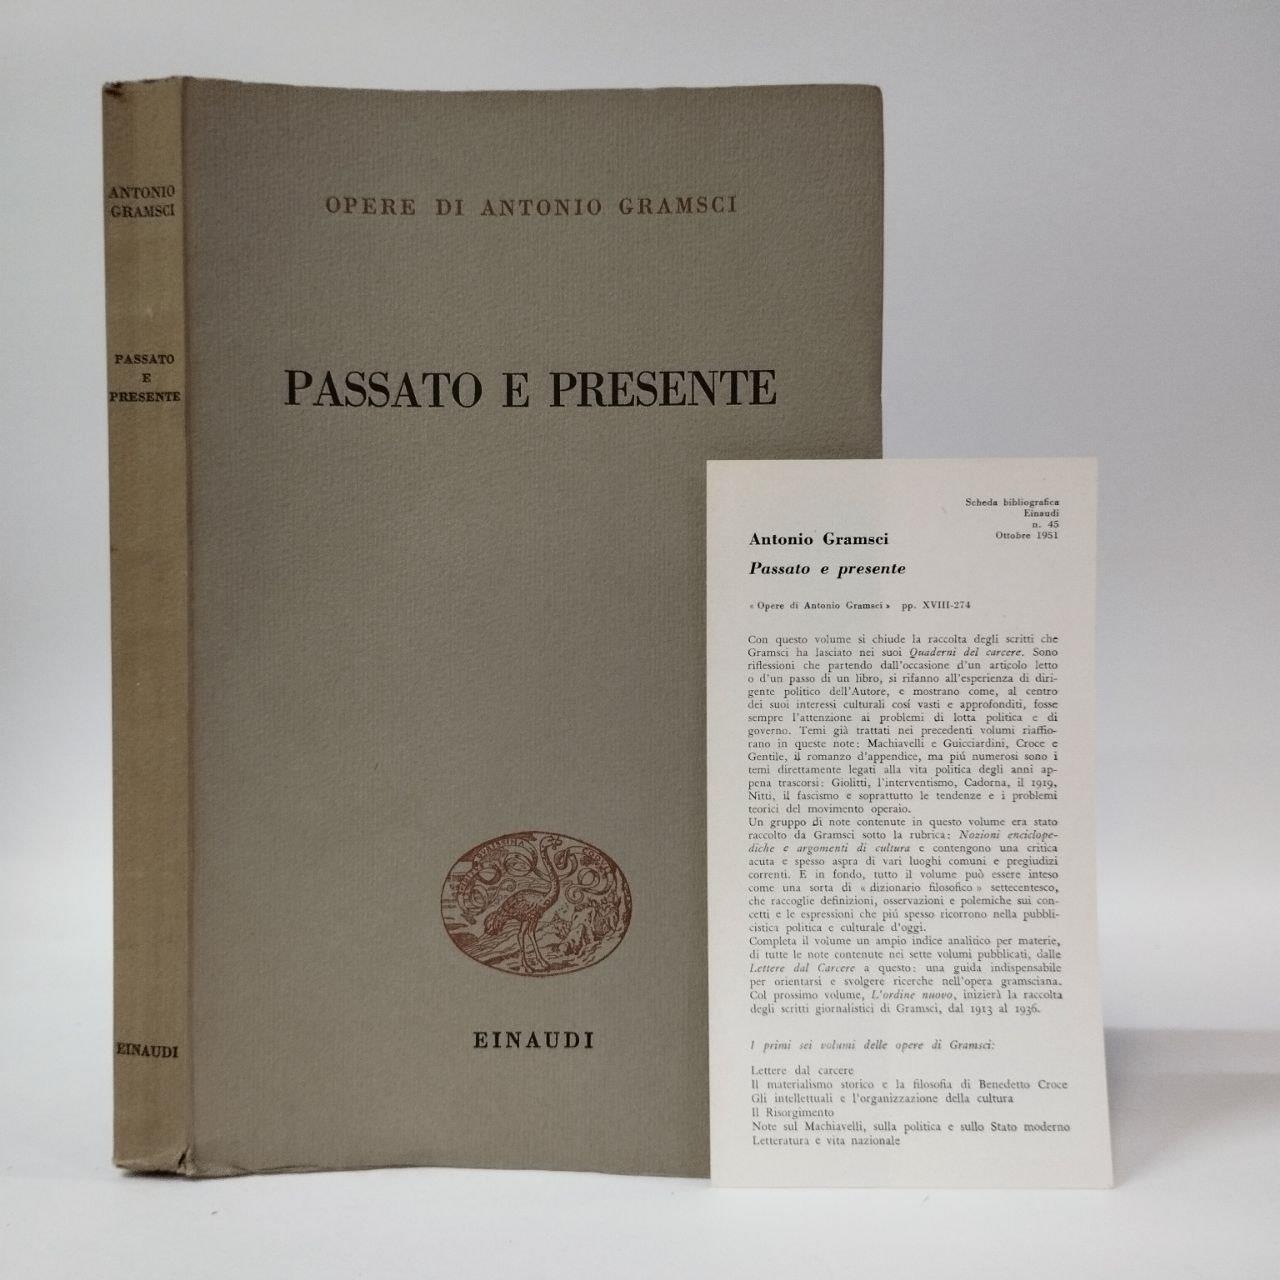 ANTONIO
GRAMSCI
PASSATO
E
PRESENTE
EINAUDI
OPERE DI ANTONIO GRAMSCI
PASSATO E PRESENTE
EINAUDI
Scheda bibliografica
Einaudi
n. 45
Ottobre 1951
Antonio Gramsci
Passato e presente
« Opere di Antonio Gramsci » pp. XVIII-274
Con questo volume si chiude la raccolta degli scritti che
Gramsci ha lasciato nei suoi Quaderni del carcere. Sono
riflessioni che partendo dall'occasione d'un articolo letto
o d'un passo di un libro, si rifanno all'esperienza di diri-
gente politico dell'Autore, e mostrano come, al centro
dei suoi interessi culturali cosí vasti e approfonditi, fosse
sempre l'attenzione ai problemi di lotta politica e di
governo. Temi già trattati nei precedenti volumi riaffio-
rano in queste note: Machiavelli e Guicciardini, Croce e
Gentile, il romanzo d'appendice, ma piú numerosi sono i
temi direttamente legati alla vita politica degli anni ap-
pena trascorsi: Giolitti, l'interventismo, Cadorna, il 1919,
Nitti, il fascismo e soprattutto le tendenze e i problemi
teorici del movimento operaio.
Un gruppo di note contenute in questo volume era stato
raccolto da Gramsci sotto la rubrica: Nozioni enciclope-
diche e argomenti di cultura e contengono una critica
acuta e spesso aspra di vari luoghi comuni e pregiudizi
correnti. E in fondo, tutto il volume può essere inteso
come una sorta di « dizionario filosofico » settecentesco,
che raccoglie definizioni, osservazioni e polemiche sui con-
cetti e le espressioni che piú spesso ricorrono nella pubbli-
cistica politica e culturale d'oggi.
Completa il volume un ampio indice analitico per materie,
di tutte le note contenute nei sette volumi pubblicati, dalle
Lettere dal Carcere a questo: una guida indispensabile
per orientarsi e svolgere ricerche nell'opera gramsciana.
Col prossimo volume, L'ordine nuovo, inizierà la raccolta
degli scritti giornalistici di Gramsci, dal 1913 al 1936.
I primi sei volumi delle opere di Gramsci:
Lettere dal carcere
Il materialismo storico e la filosofia di Benedetto Croce
Gli intellettuali e l'organizzazione della cultura
Il Risorgimento
Note sul Machiavelli, sulla politica e sullo Stato moderno
Letteratura e vita nazionale